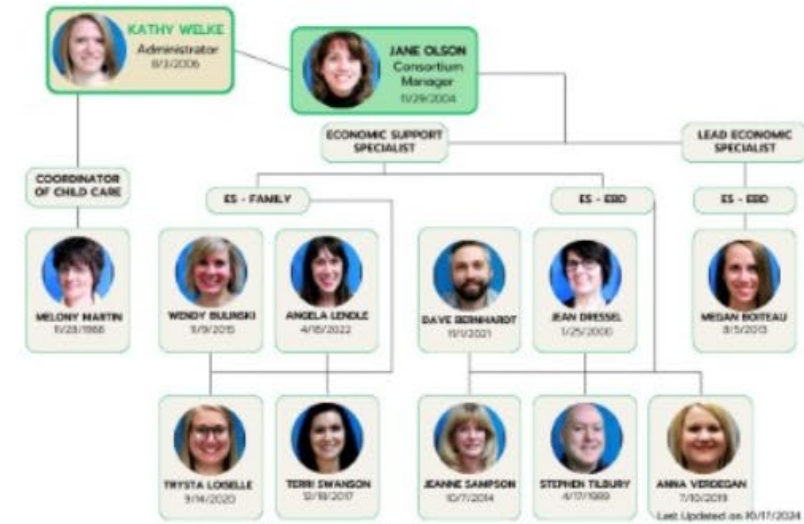 KATHY WELKE
Administrator
8/3/2006
JANE OLSON
Consortium
Manager
11/29/2004
ECONOMIC SUPPORT
SPECIALIST
LEAD ECONOMIC
SPECIALIST
COORDINATOR
OF CHILD CARE
ES - FAMILY
ES - EBD
ES - EBD
MELONY MARTIN
WENDY BULINSKI
11/9/2015
ANGELA LENDLE
4/18/2022
DAVE BERNHARDT
11/1/2021
JEAN DRESSEL
1/25/2000
MEGAN BOITEAU
8/5/2013
TRYSTA LOISELLE
9/14/2020
TERRI SWANSON
12/18/2017
JEANNE SAMPSON
10/7/2014
STEPHEN TILBURY
4/17/1989
ANNA VERDEGAN
7/10/2019
Last Updated on 10/17/2024